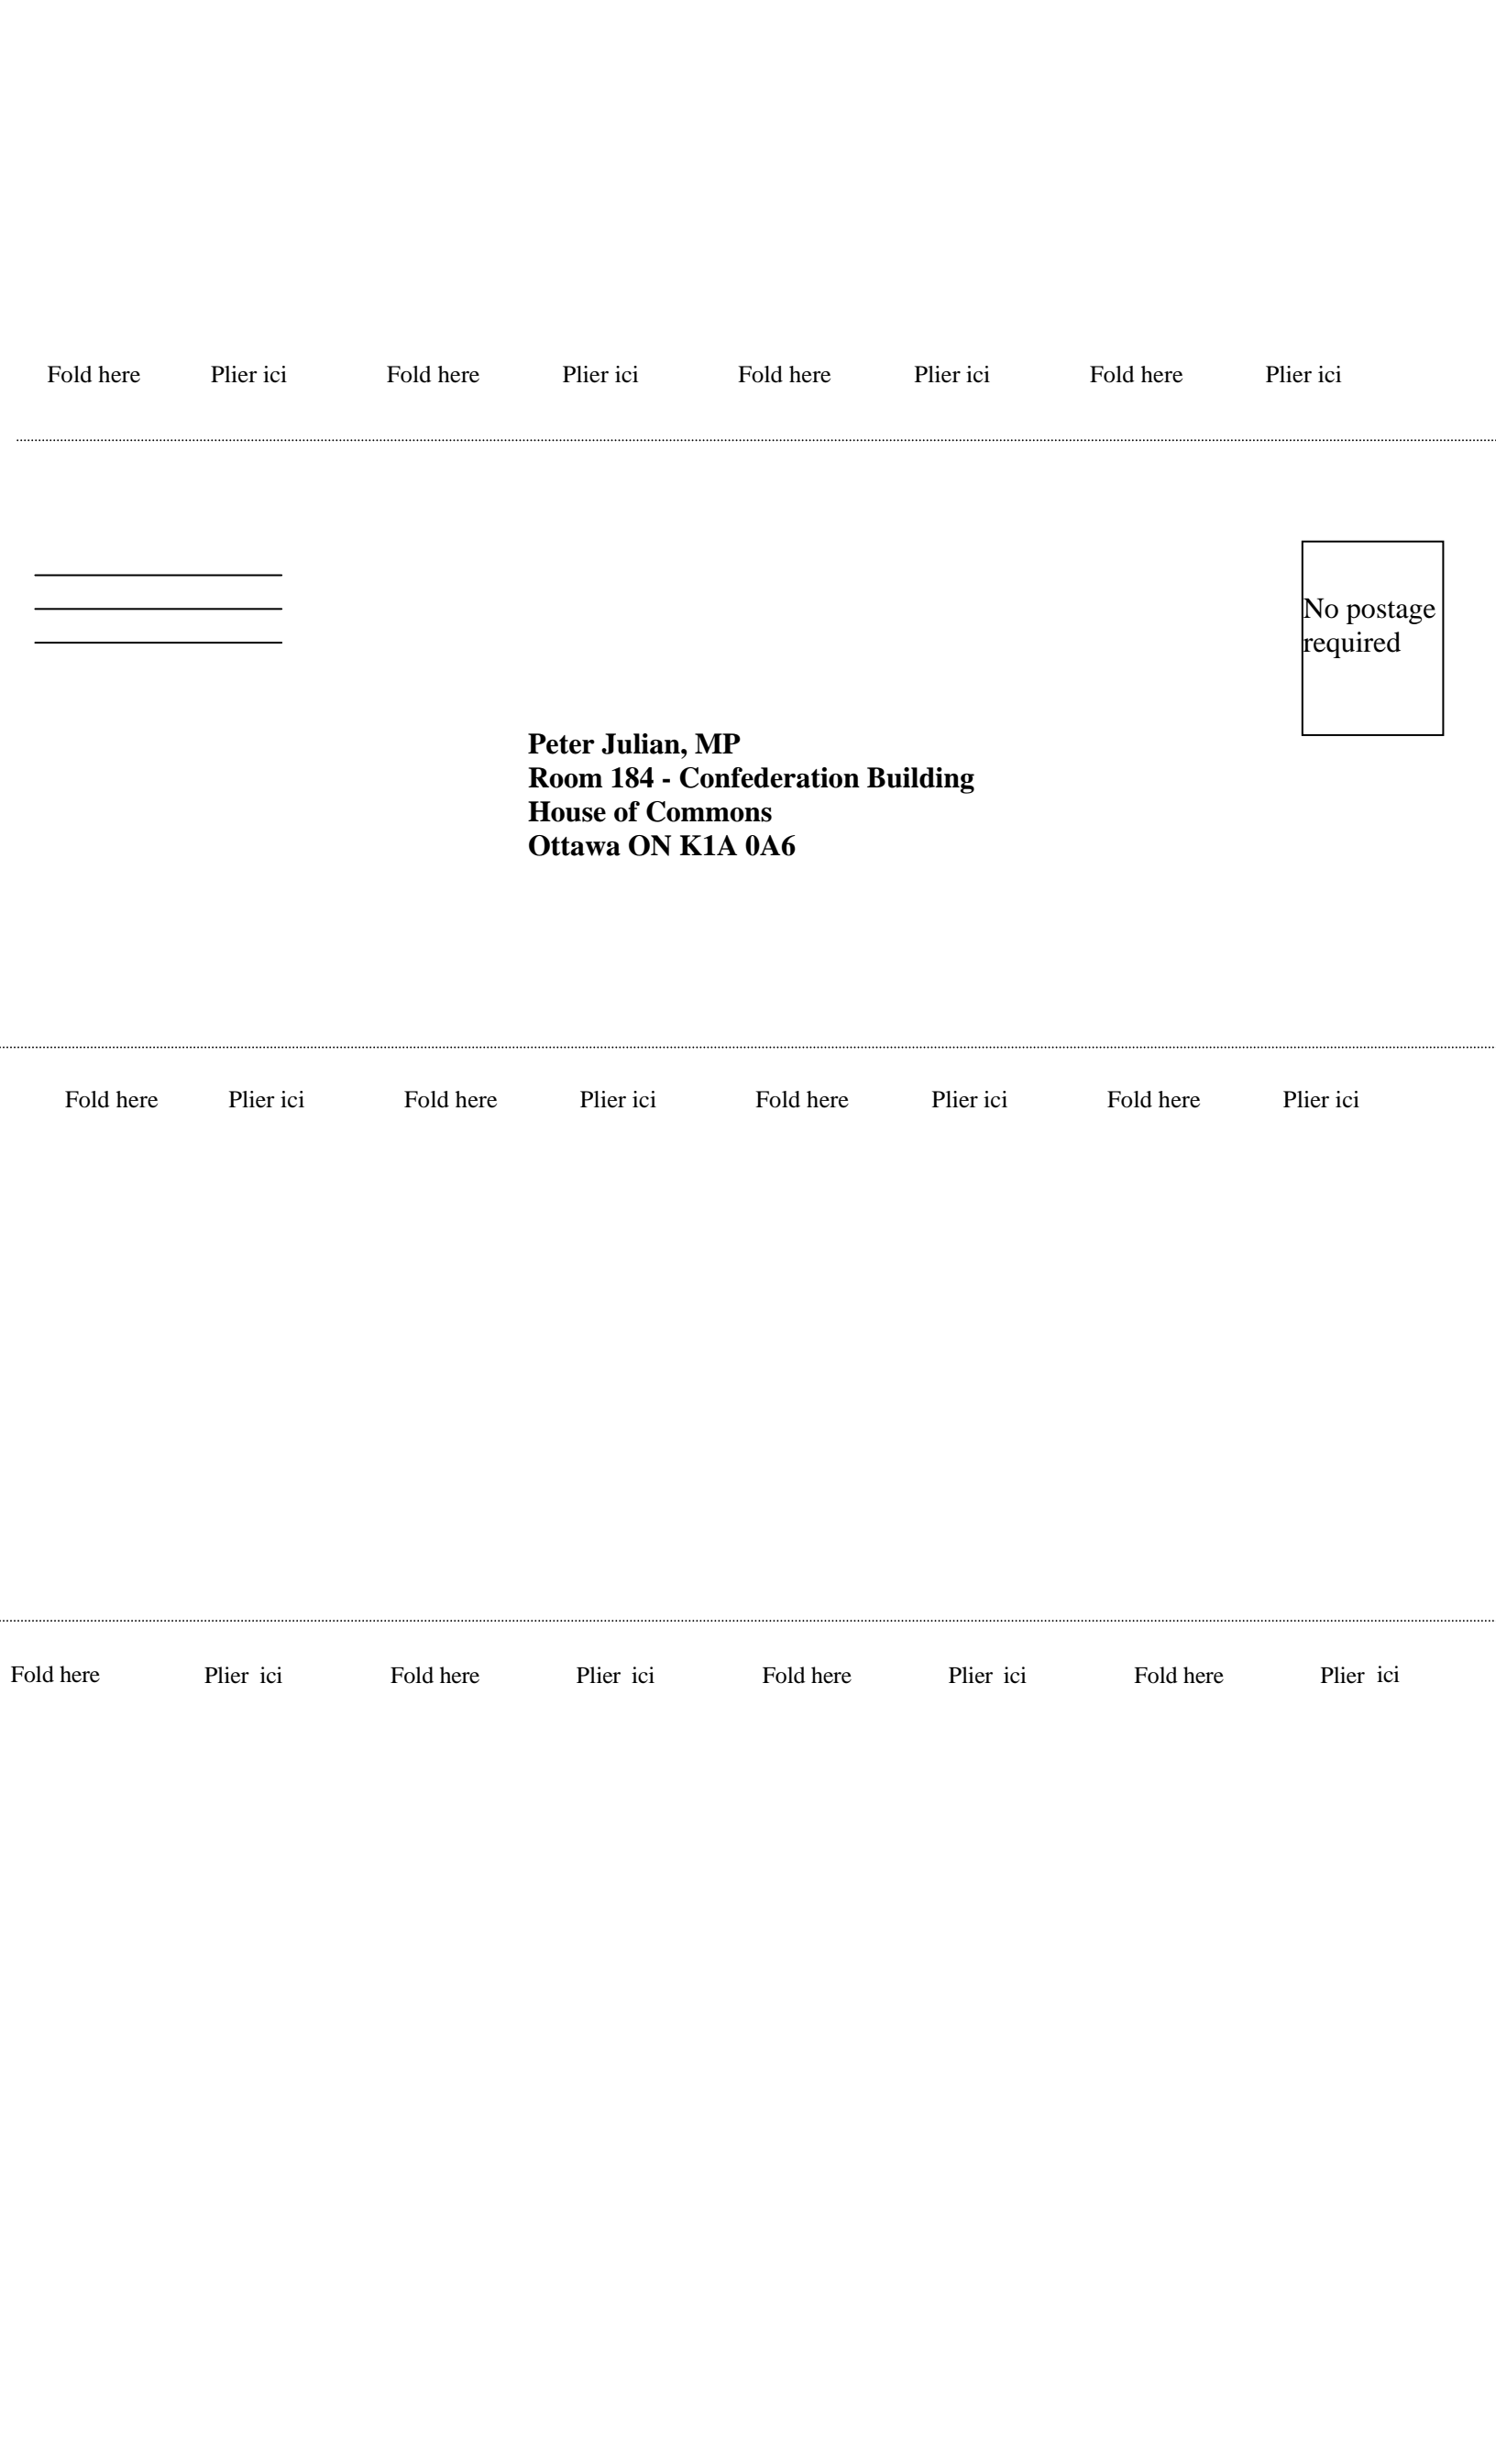 Fold here Plier ici Fold here Plier ici Fold here Plier ici Fold here Plier ici
No postage
required
Peter Julian, MP
Room 184 - Confederation Building
House of Commons
Ottawa ON K1A 0A6
Fold here Plier ici Fold here Plier ici Fold here Plier ici Fold here Plier ici
Fold here Plier ici Fold here Plier ici Fold here Plier ici Fold here Plier ici